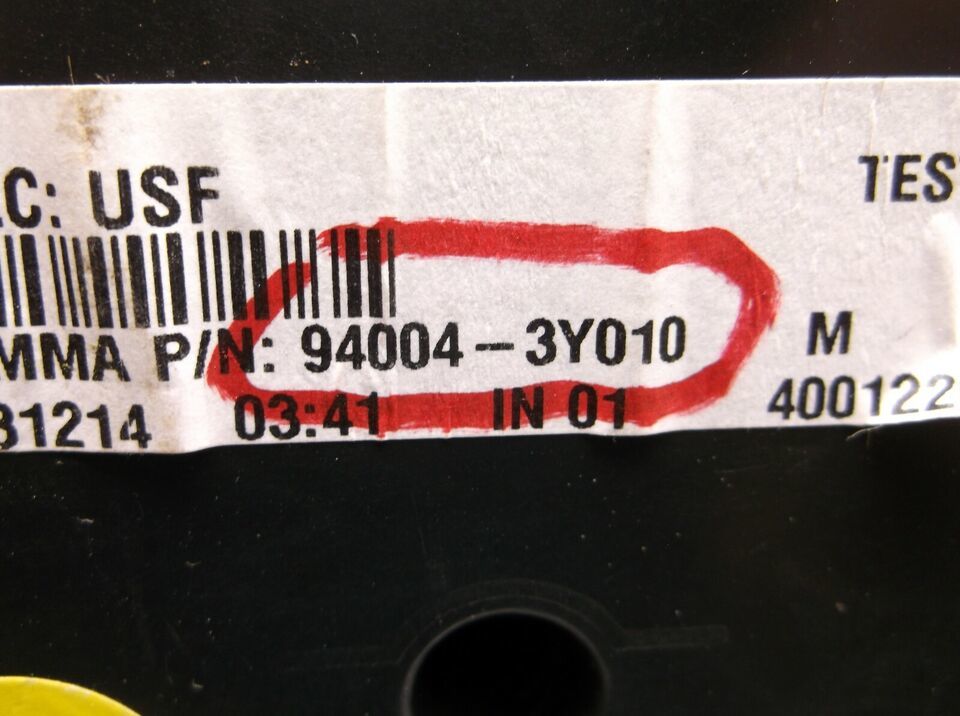 C: USF TES
MMA P/N: 94004-3Y010 M
31214 03:41 IN 01 400122